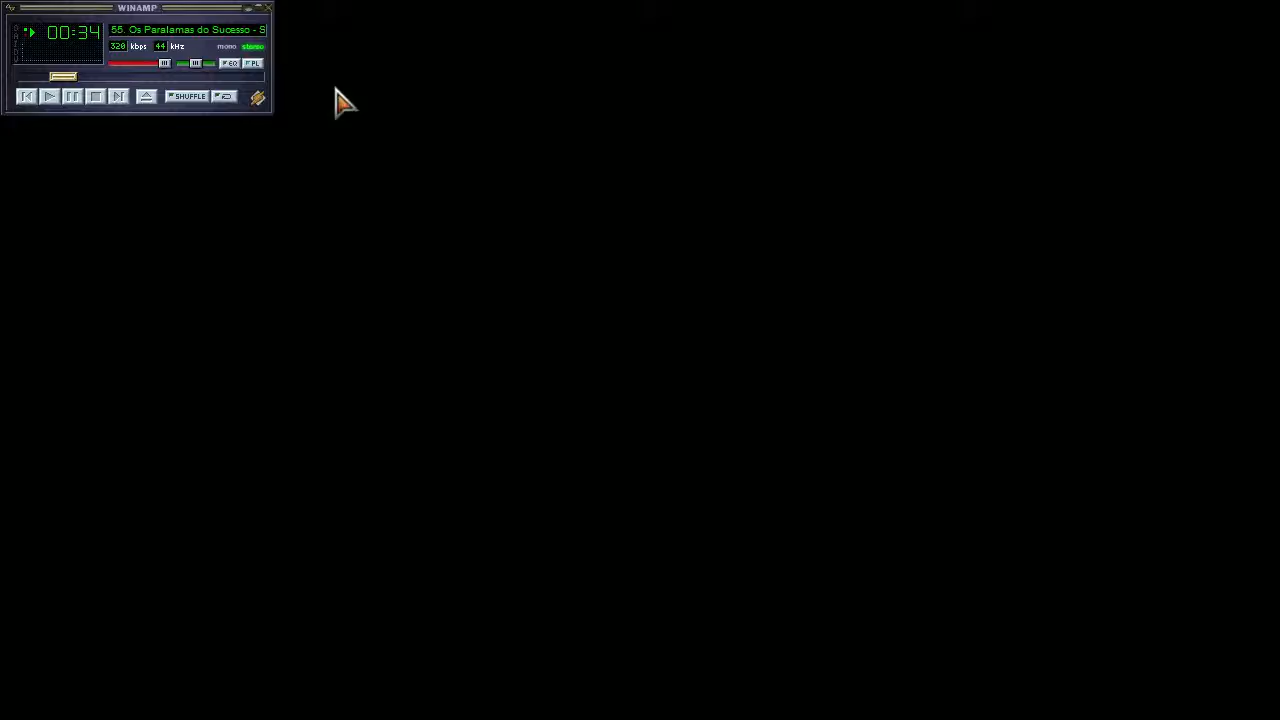 WINAMP
00:34
55. Os Paralamas do Sucesso - S
320 kbps 44 kHz mono stereo
EQ PL
SHUFFLE